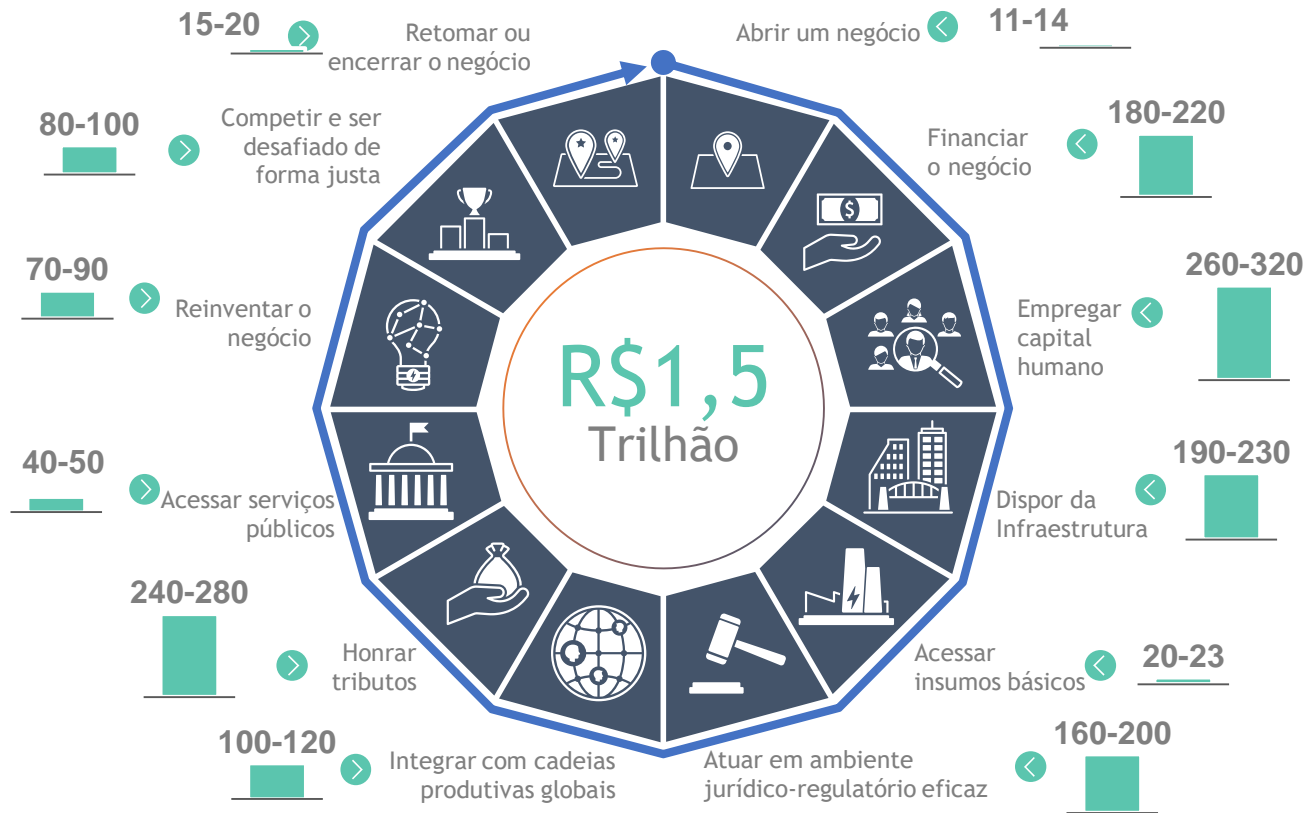 15-20
Retomar ou
encerrar o negócio
Abrir um negócio
11-14
80-100
Competir e ser
desafiado de
forma justa
Financiar
o negócio
180-220
70-90
Reinventar o
negócio
$
Empregar
capital
humano
260-320
R$1,5
Trilhão
40-50
Acessar serviços
públicos
Dispor da
Infraestrutura
190-230
240-280
Honrar
tributos
Acessar
insumos básicos
20-23
100-120
Integrar com cadeias
produtivas globais
Atuar em ambiente
jurídico-regulatório eficaz
160-200